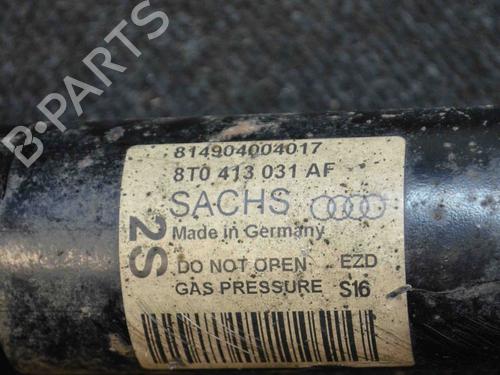 814904004017
8T0 413 031 AF
SACHS
Made in Germany
2S
DO NOT OPEN EZD
GAS PRESSURE S16
B-PARTS